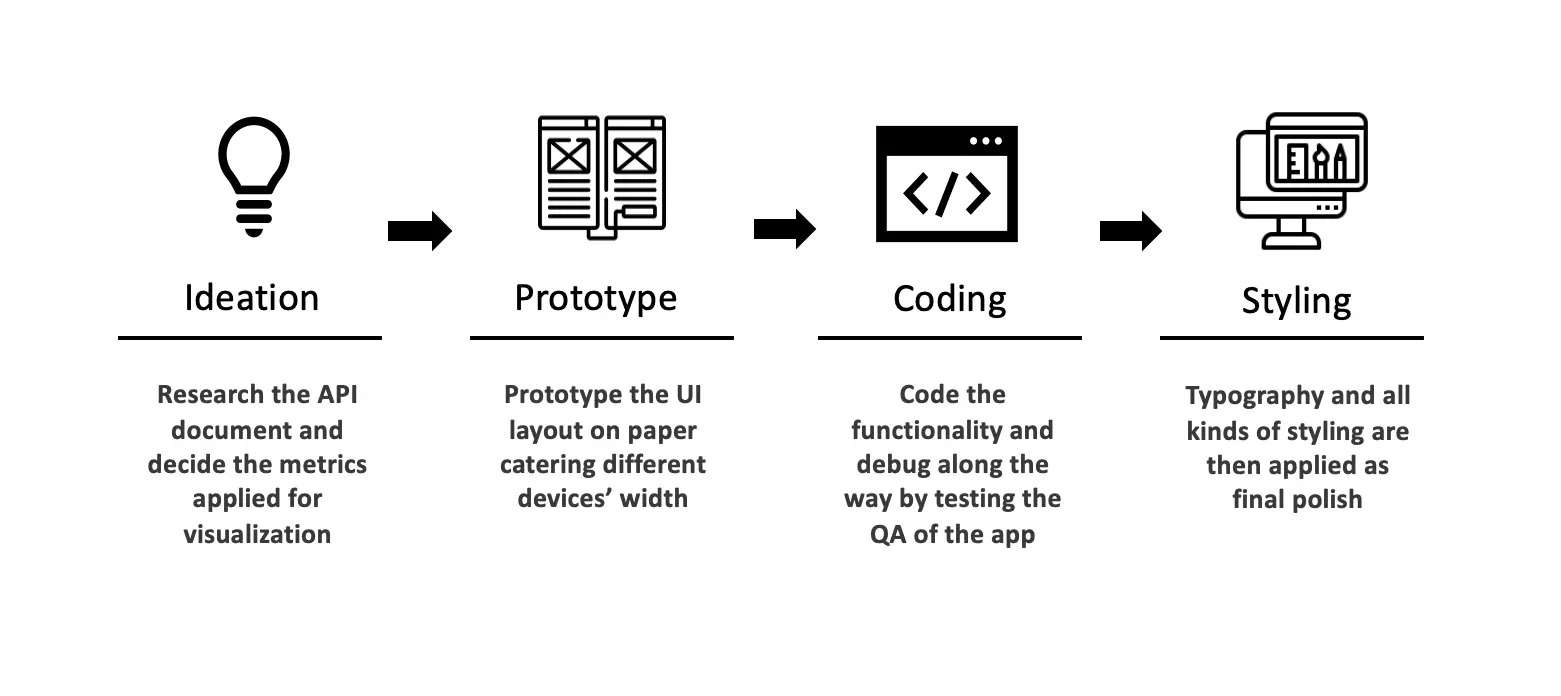 Ideation
Research the API
document and
decide the metrics
applied for
visualization
Prototype
Prototype the UI
layout on paper
catering different
devices’ width
Coding
Code the
functionality and
debug along the
way by testing the
QA of the app
Styling
Typography and all
kinds of styling are
then applied as
final polish